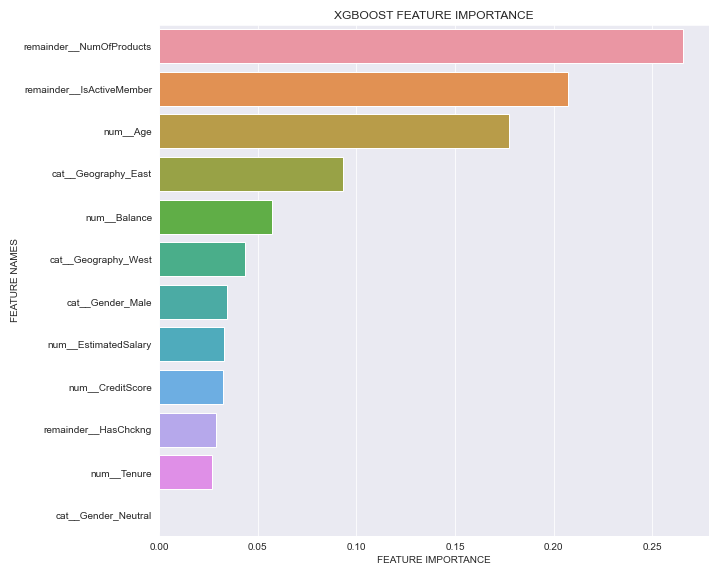 XGBOOST FEATURE IMPORTANCE
remainder__NumOfProducts
remainder__IsActiveMember
num__Age
cat__Geography_East
num__Balance
cat__Geography_West
cat__Gender_Male
num__EstimatedSalary
num__CreditScore
remainder__HasChckng
num__Tenure
cat__Gender_Neutral
FEATURE NAMES
0.00 0.05 0.10 0.15 0.20 0.25
FEATURE IMPORTANCE